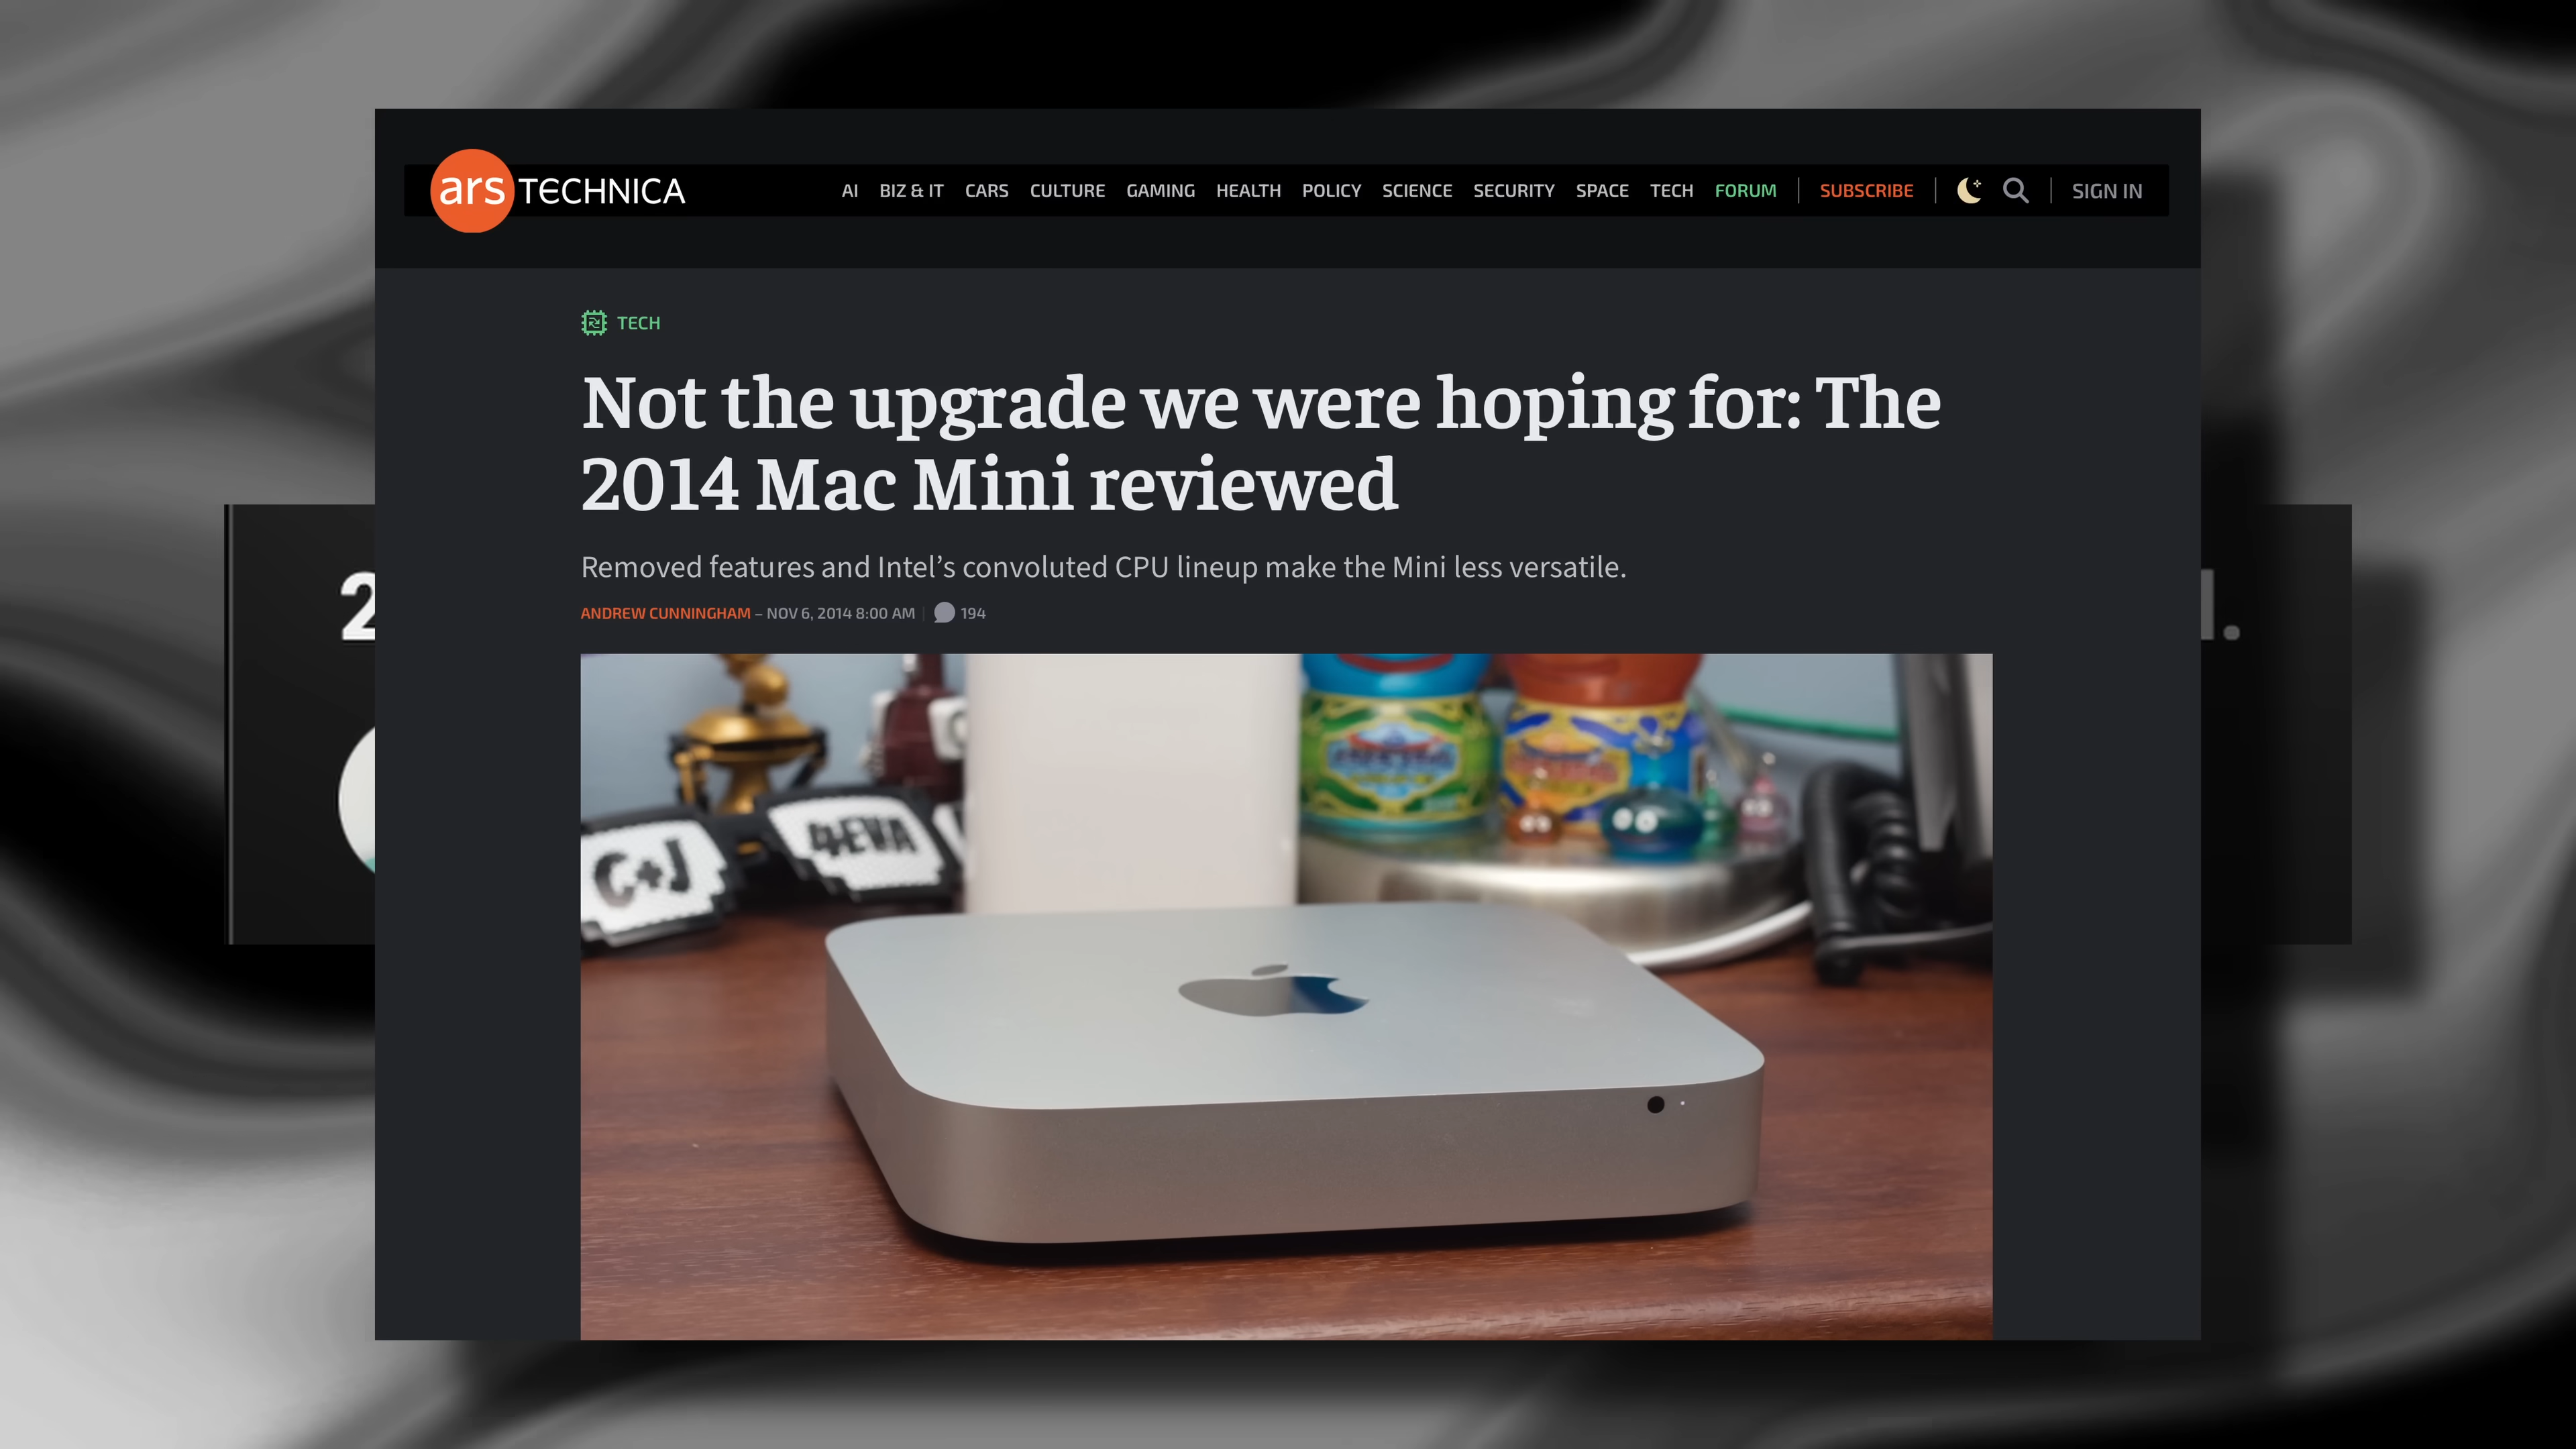 ars TECHNICA
AI BIZ & IT CARS CULTURE GAMING HEALTH POLICY SCIENCE SECURITY SPACE TECH FORUM SUBSCRIBE SIGN IN
TECH
Not the upgrade we were hoping for: The
2014 Mac Mini reviewed
Removed features and Intel’s convoluted CPU lineup make the Mini less versatile.
ANDREW CUNNINGHAM – NOV 6, 2014 8:00 AM 194
2
C+J
4EVA